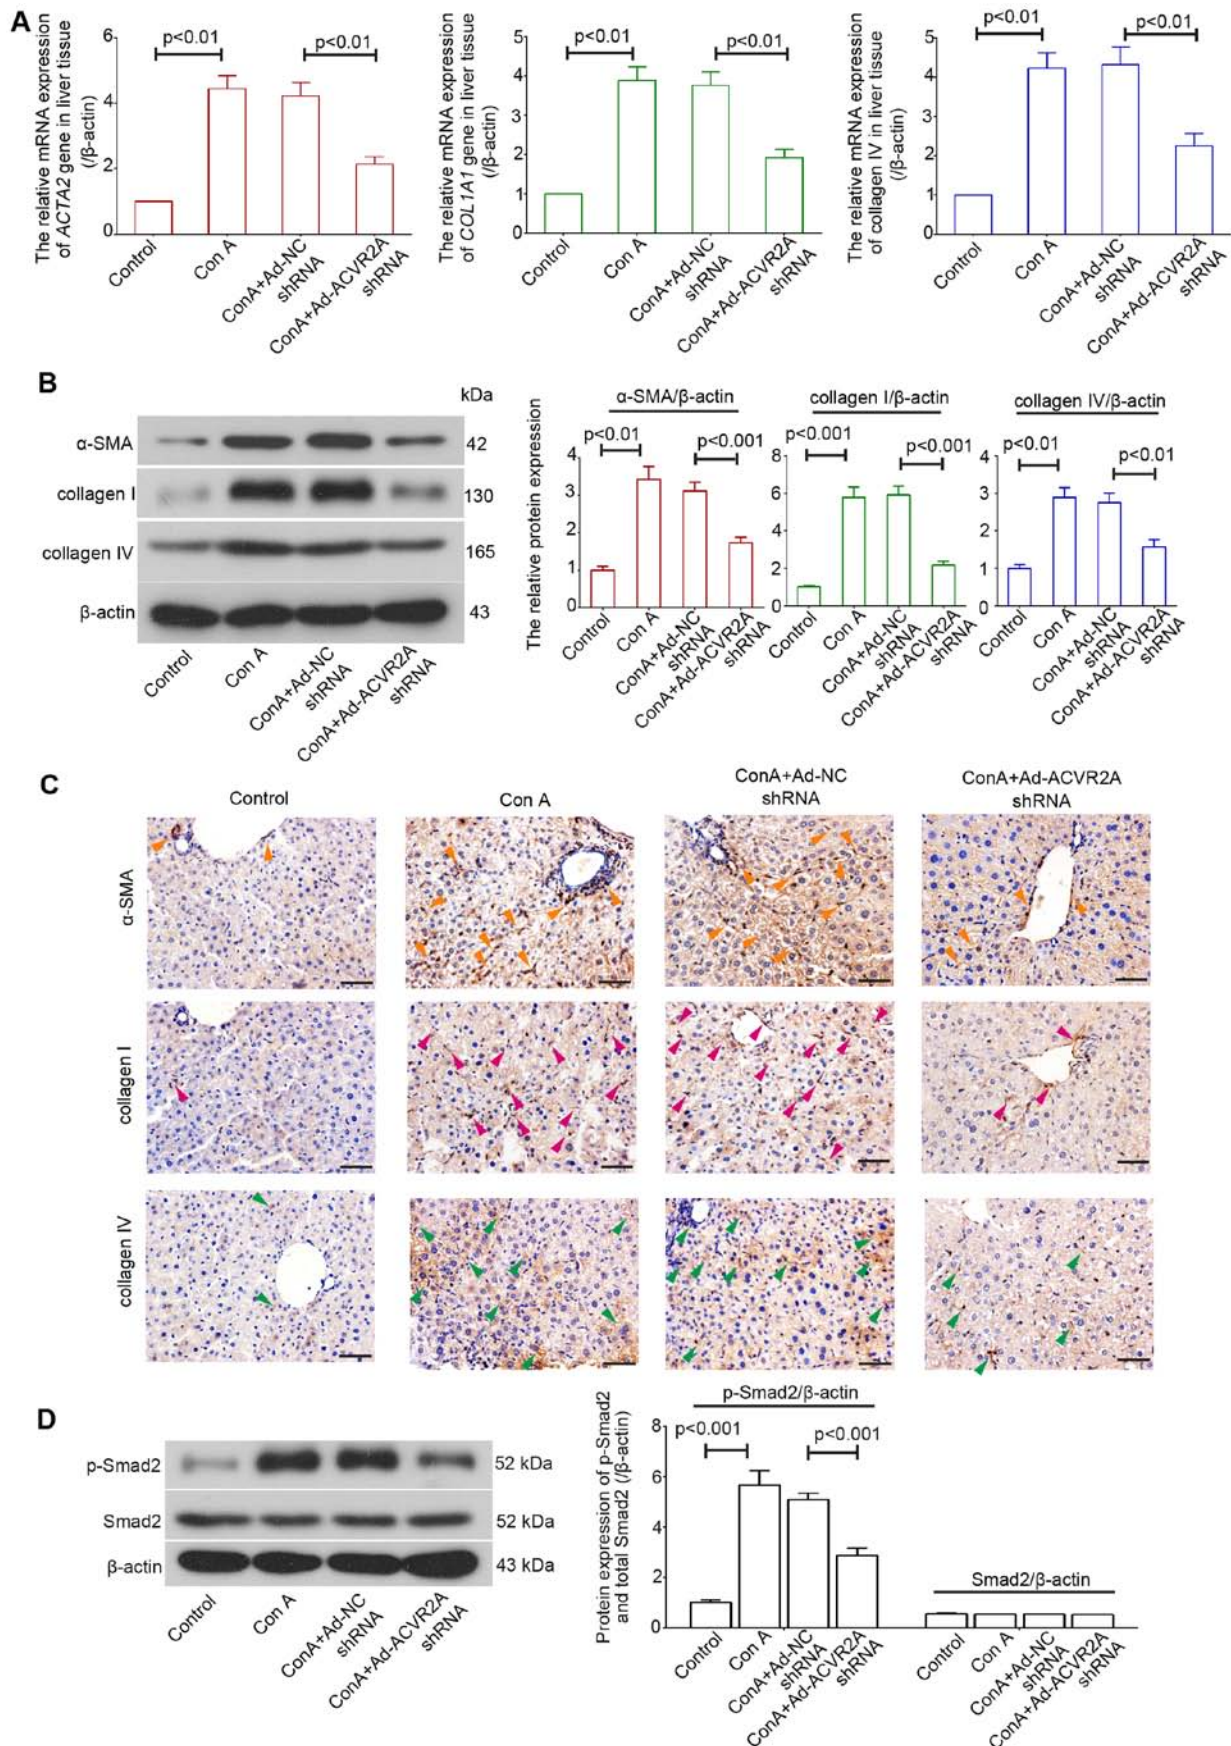 A
The relative mRNA expression
of ACTA2 gene in liver tissue
(/β-actin)
6
4
2
0
p<0.01
p<0.01
Control
Con A
ConA+Ad-NC
shRNA
ConA+Ad-ACVR2A
shRNA
The relative mRNA expression
of COL1A1 gene in liver tissue
(/β-actin)
5
4
3
2
1
0
p<0.01
p<0.01
Control
Con A
ConA+Ad-NC
shRNA
ConA+Ad-ACVR2A
shRNA
The relative mRNA expression
of collagen IV in liver tissue
(/β-actin)
5
4
3
2
1
0
p<0.01
p<0.01
Control
Con A
ConA+Ad-NC
shRNA
ConA+Ad-ACVR2A
shRNA
B
kDa
α-SMA
42
collagen I
130
collagen IV
165
β-actin
43
Control
Con A
ConA+Ad-NC
shRNA
ConA+Ad-ACVR2A
shRNA
The relative protein expression
α-SMA/β-actin
p<0.01
p<0.001
4
3
2
1
0
Control
Con A
ConA+Ad-NC
shRNA
ConA+Ad-ACVR2A
shRNA
collagen I/β-actin
p<0.001
p<0.001
8
6
4
2
0
Control
Con A
ConA+Ad-NC
shRNA
ConA+Ad-ACVR2A
shRNA
collagen IV/β-actin
p<0.01
p<0.01
4
3
2
1
0
Control
Con A
ConA+Ad-NC
shRNA
ConA+Ad-ACVR2A
shRNA
C
Control
Con A
ConA+Ad-NC
shRNA
ConA+Ad-ACVR2A
shRNA
α-SMA
collagen I
collagen IV
D
p-Smad2
52 kDa
Smad2
52 kDa
β-actin
43 kDa
Control
Con A
ConA+Ad-NC
shRNA
ConA+Ad-ACVR2A
shRNA
Protein expression of p-Smad2
and total Smad2 (/β-actin)
p-Smad2/β-actin
p<0.001
p<0.001
8
6
4
2
0
Smad2/β-actin
Control
Con A
ConA+Ad-NC
shRNA
ConA+Ad-ACVR2A
shRNA
Control
Con A
ConA+Ad-NC
shRNA
ConA+Ad-ACVR2A
shRNA